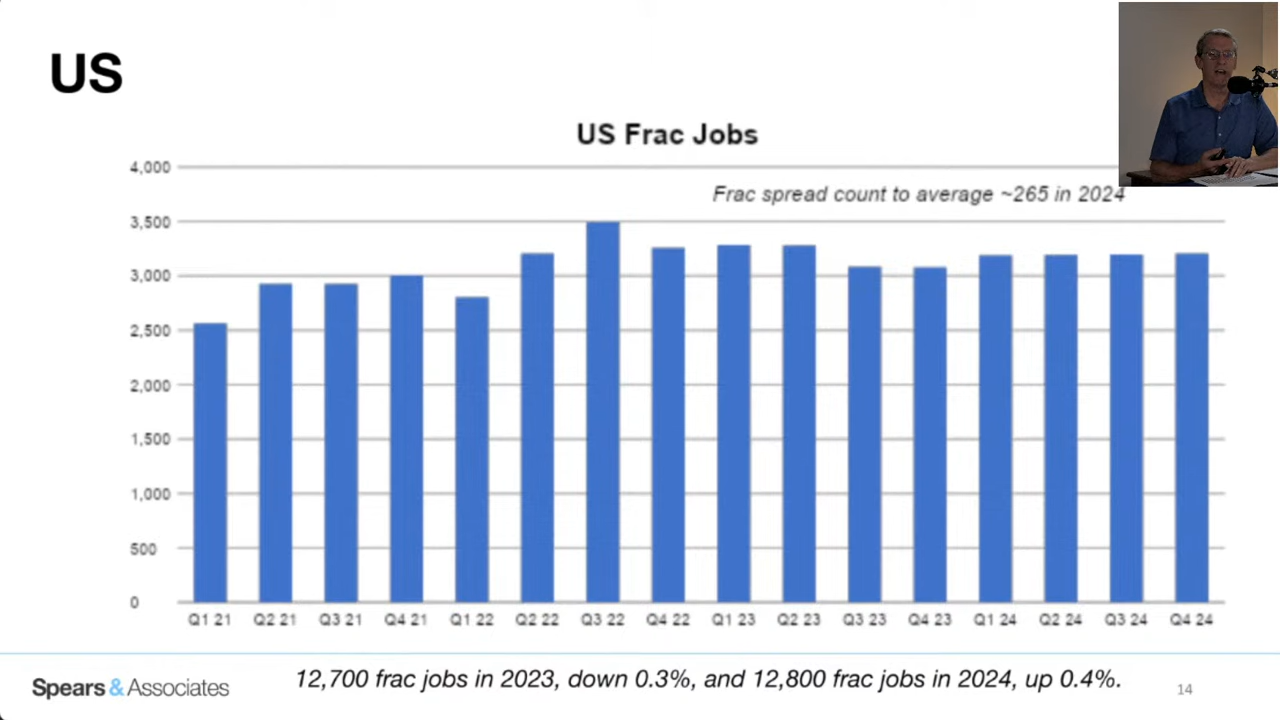 US
US Frac Jobs
Frac spread count to average ~265 in 2024
4,000
3,500
3,000
2,500
2,000
1,500
1,000
500
0
Q1 21 Q2 21 Q3 21 Q4 21 Q1 22 Q2 22 Q3 22 Q4 22 Q1 23 Q2 23 Q3 23 Q4 23 Q1 24 Q2 24 Q3 24 Q4 24
Spears & Associates
12,700 frac jobs in 2023, down 0.3%, and 12,800 frac jobs in 2024, up 0.4%.
14